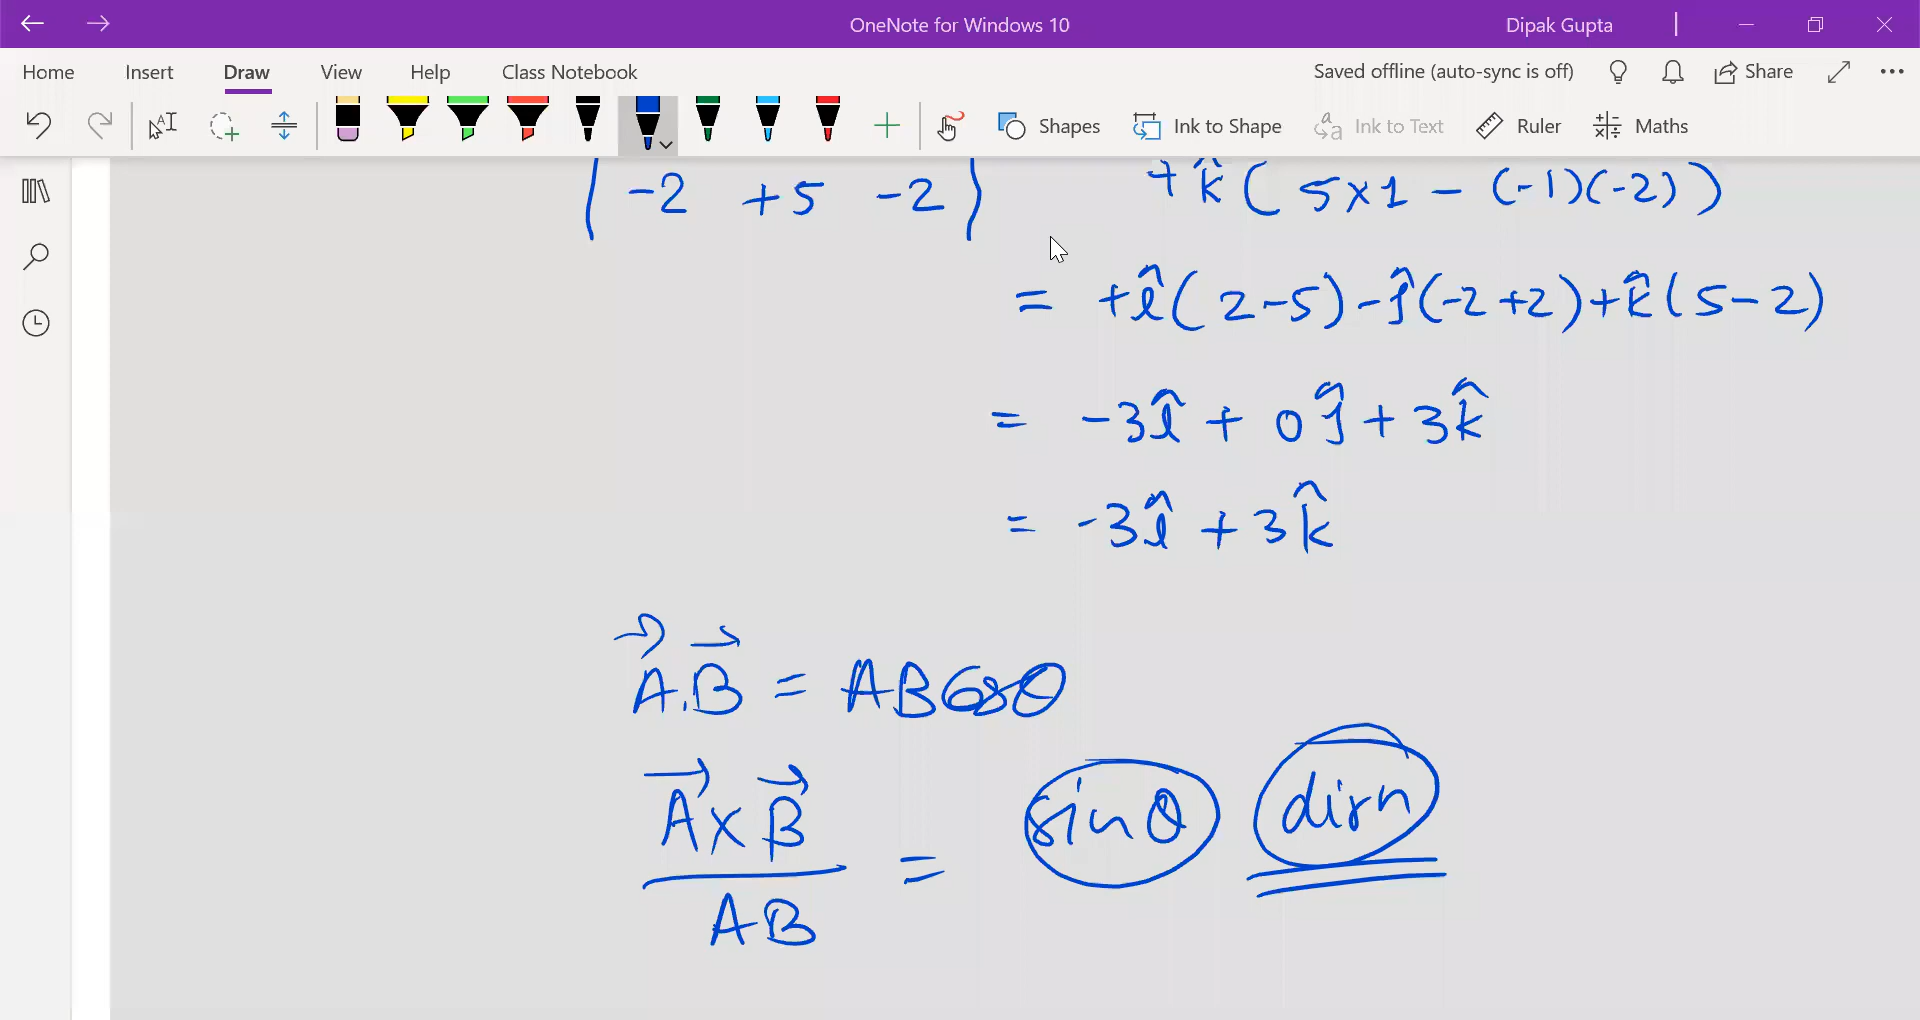 OneNote for Windows 10 Dipak Gupta
Home Insert Draw View Help Class Notebook Saved offline (auto-sync is off) Share
Shapes Ink to Shape Ink to Text Ruler Maths
-2 +5 -2 + k̂ ( 5×1 - (-1)(-2) )
= +î ( 2-5 ) - ĵ ( -2 +2 ) + k̂ ( 5-2 )
= -3î + 0ĵ + 3k̂
= -3î + 3k̂
A⃗.B⃗ = AB Cosθ
A⃗ × B⃗
= sinθ dirn
AB